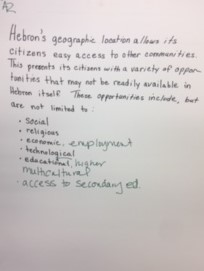 A2
Hebron's geographic location allows its
citizens easy access to other communities.
This presents its citizens with a variety of oppor-
tunities that may not be readily available in
Hebron itself. These opportunities include, but
are not limited to:
• social
• religious
• economic, employment
• technological
• educational, higher
multicultural
· access to secondary ed.